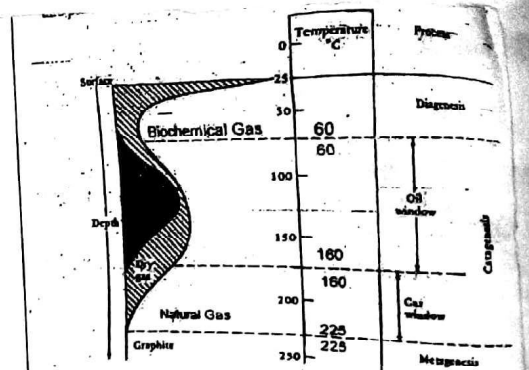 Temperature
°C
Process
0
Surface
25
50
Diagenesis
Biochemical Gas
60
60
100
Oil
window
Depth
150
Catagenesis
Dry
gas
160
160
200
Gas
window
Natural Gas
225
225
Graphite
250
Metagenesis